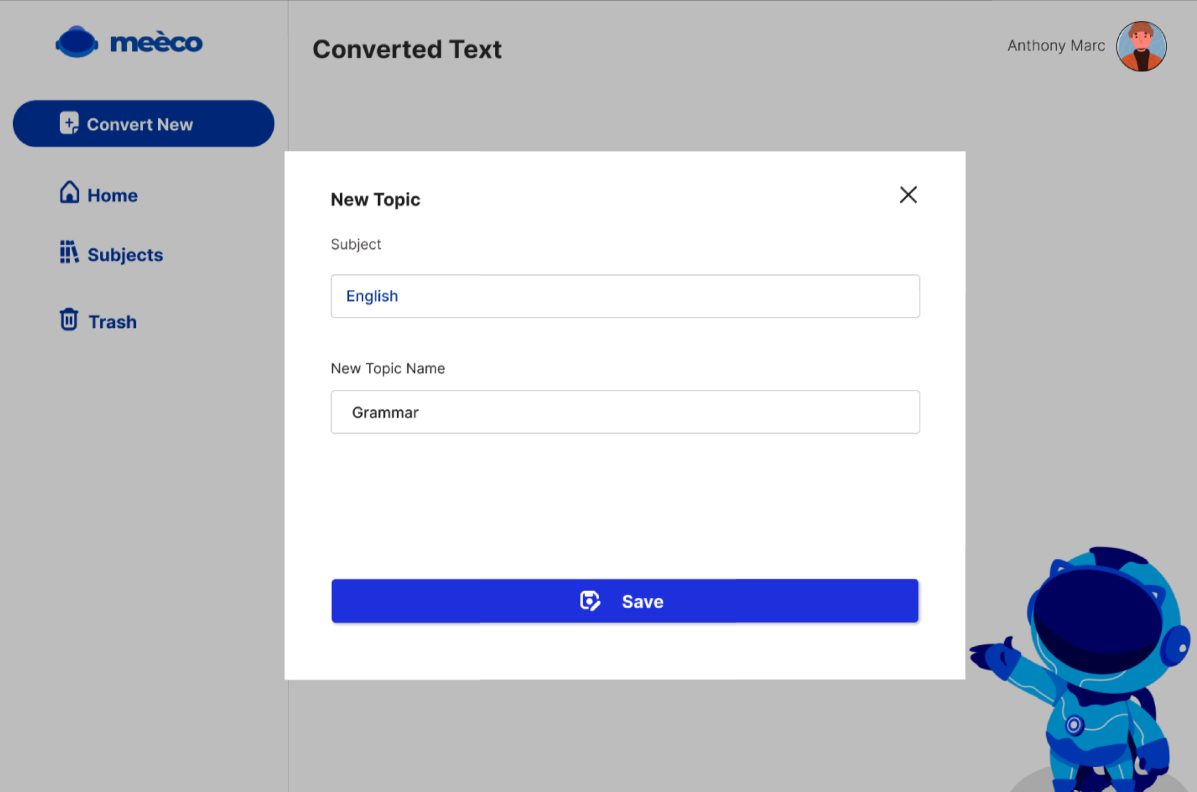 meèco
Converted Text
Anthony Marc
Convert New
Home
Subjects
Trash
New Topic
Subject
English
New Topic Name
Grammar
Save